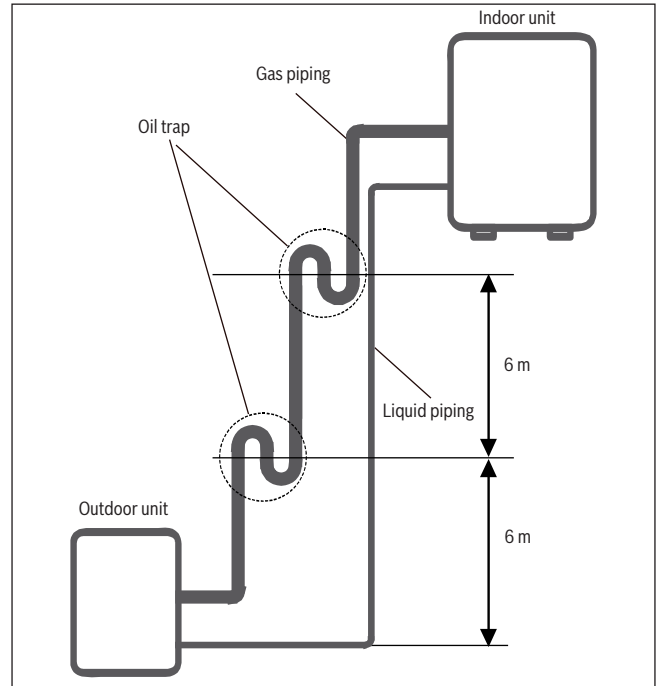 Indoor unit
Gas piping
Oil trap
6 m
Liquid piping
Outdoor unit
6 m